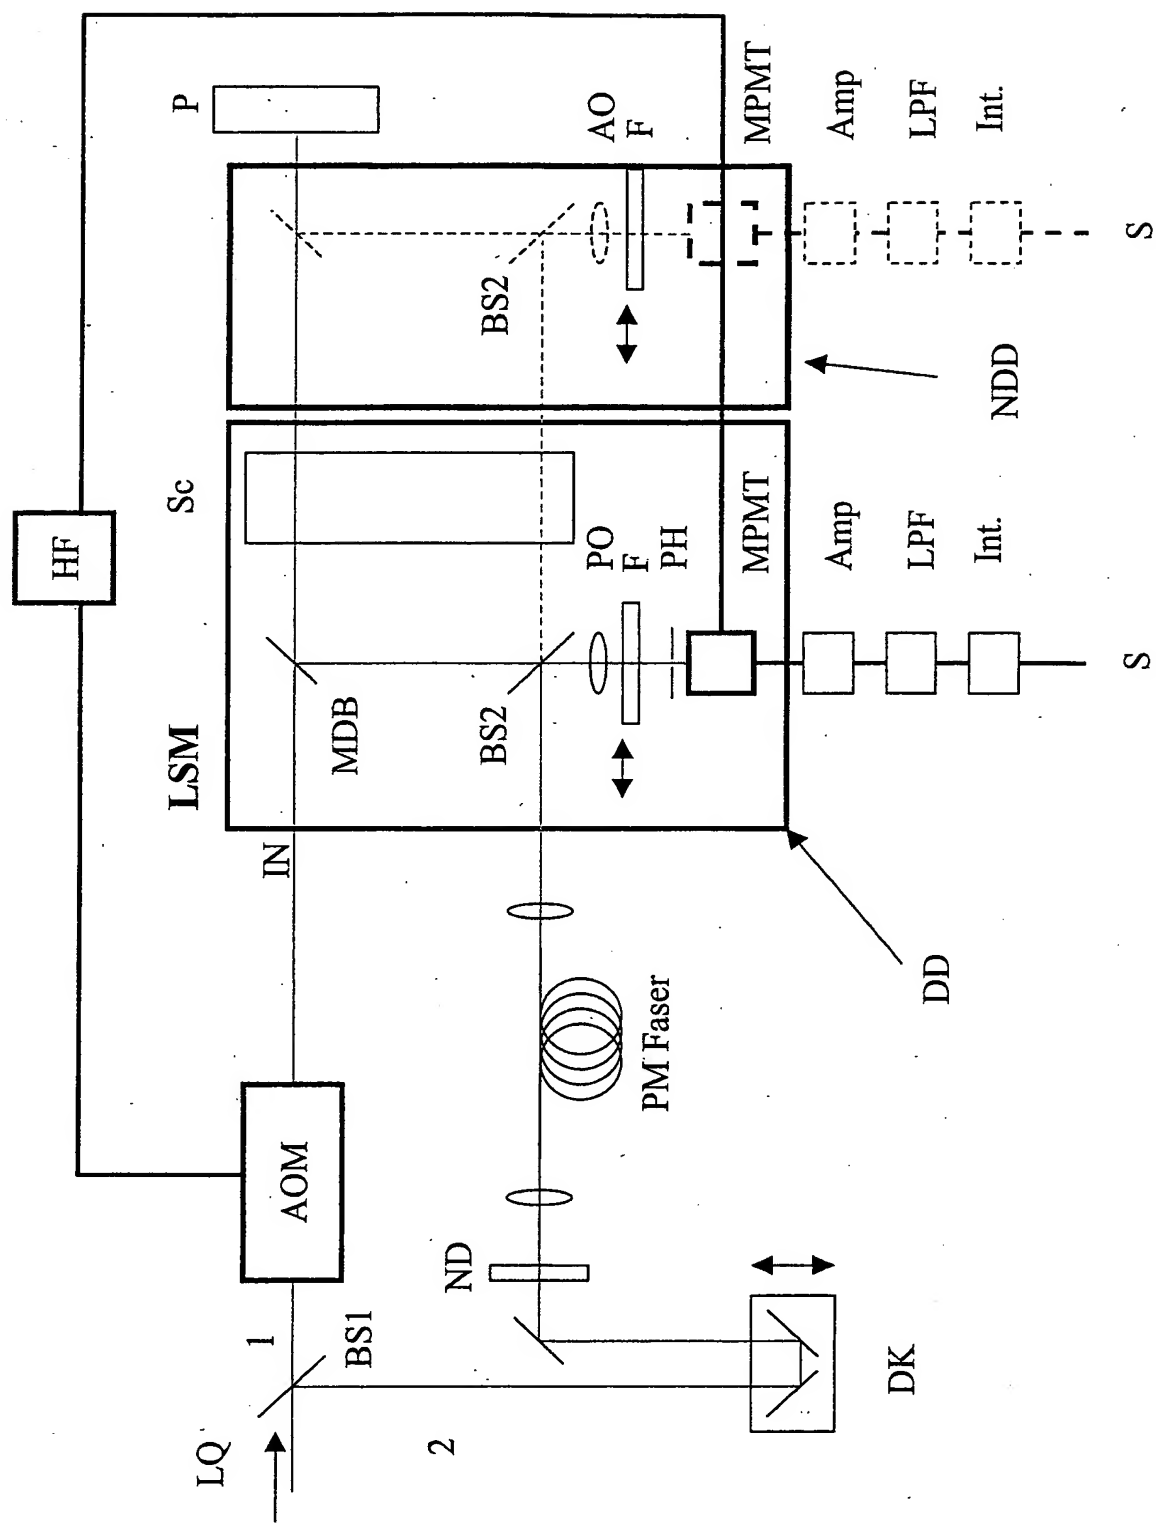 HF
P
Sc
LSM
IN
AOM
1
BS1
LQ
2
MDB
BS2
BS2
PO
F
PH
AO
F
MPMT
Amp
LPF
Int.
S
MPMT
Amp
LPF
Int.
S
NDD
DD
PM Faser
ND
DK